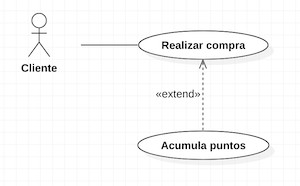 Realizar compra
Cliente
«extend»
Acumula puntos